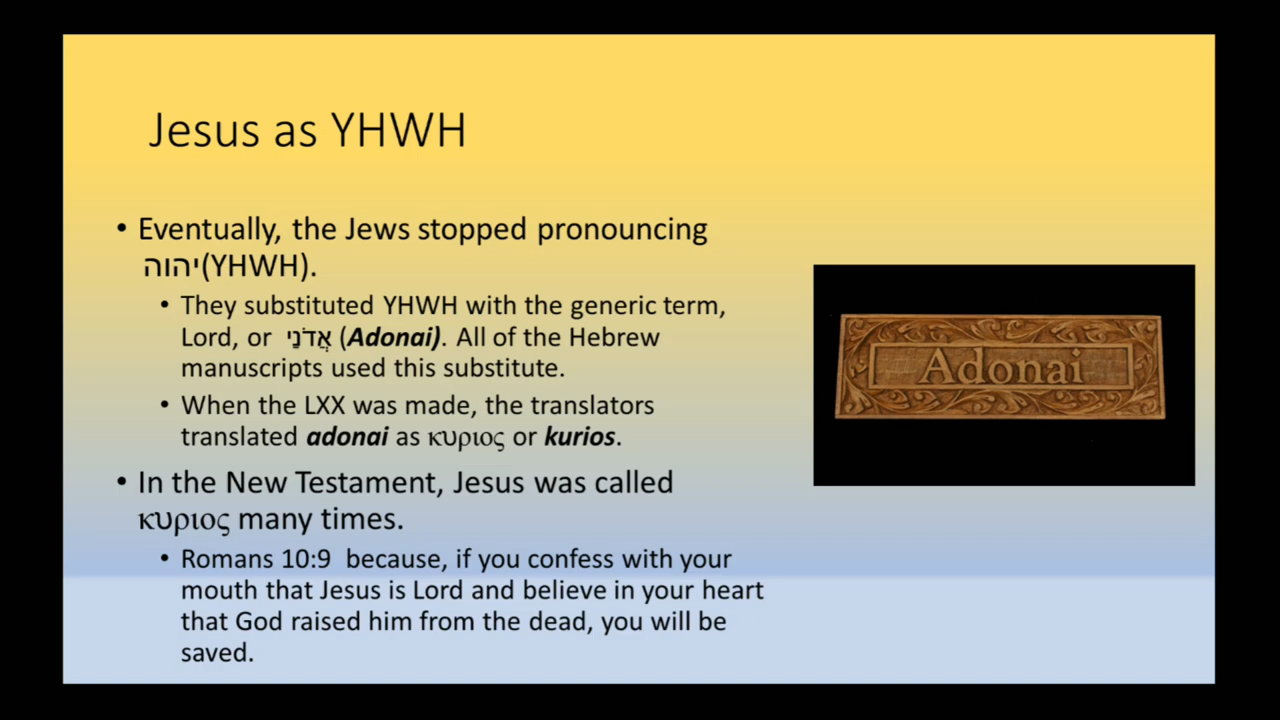 Jesus as YHWH
• Eventually, the Jews stopped pronouncing
יהוה(YHWH).
• They substituted YHWH with the generic term,
Lord, or אֲדֹנַי (Adonai). All of the Hebrew
manuscripts used this substitute.
• When the LXX was made, the translators
translated adonai as κυριος or kurios.
• In the New Testament, Jesus was called
κυριος many times.
• Romans 10:9 because, if you confess with your
mouth that Jesus is Lord and believe in your heart
that God raised him from the dead, you will be
saved.
Adonai